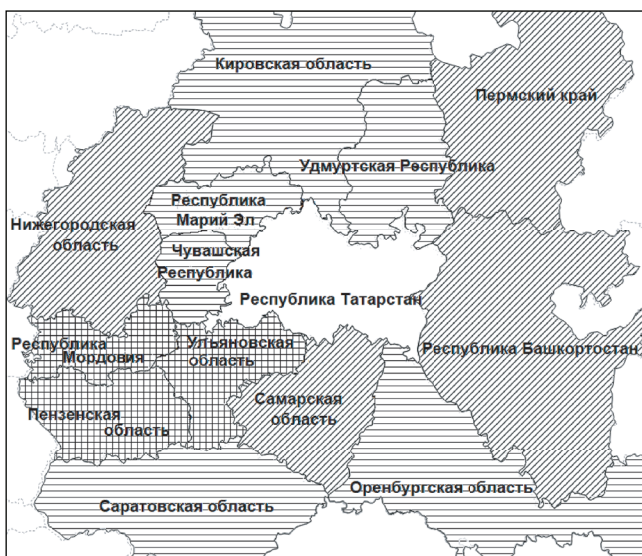 Кировская область
Пермский край
Удмуртская Республика
Республика
Марий Эл
Нижегородская
область
Чувашская
Республика
Республика Татарстан
Республика
Мордовия
Ульяновская
область
Республика Башкортостан
Пензенская
область
Самарская
область
Оренбургская область
Саратовская область